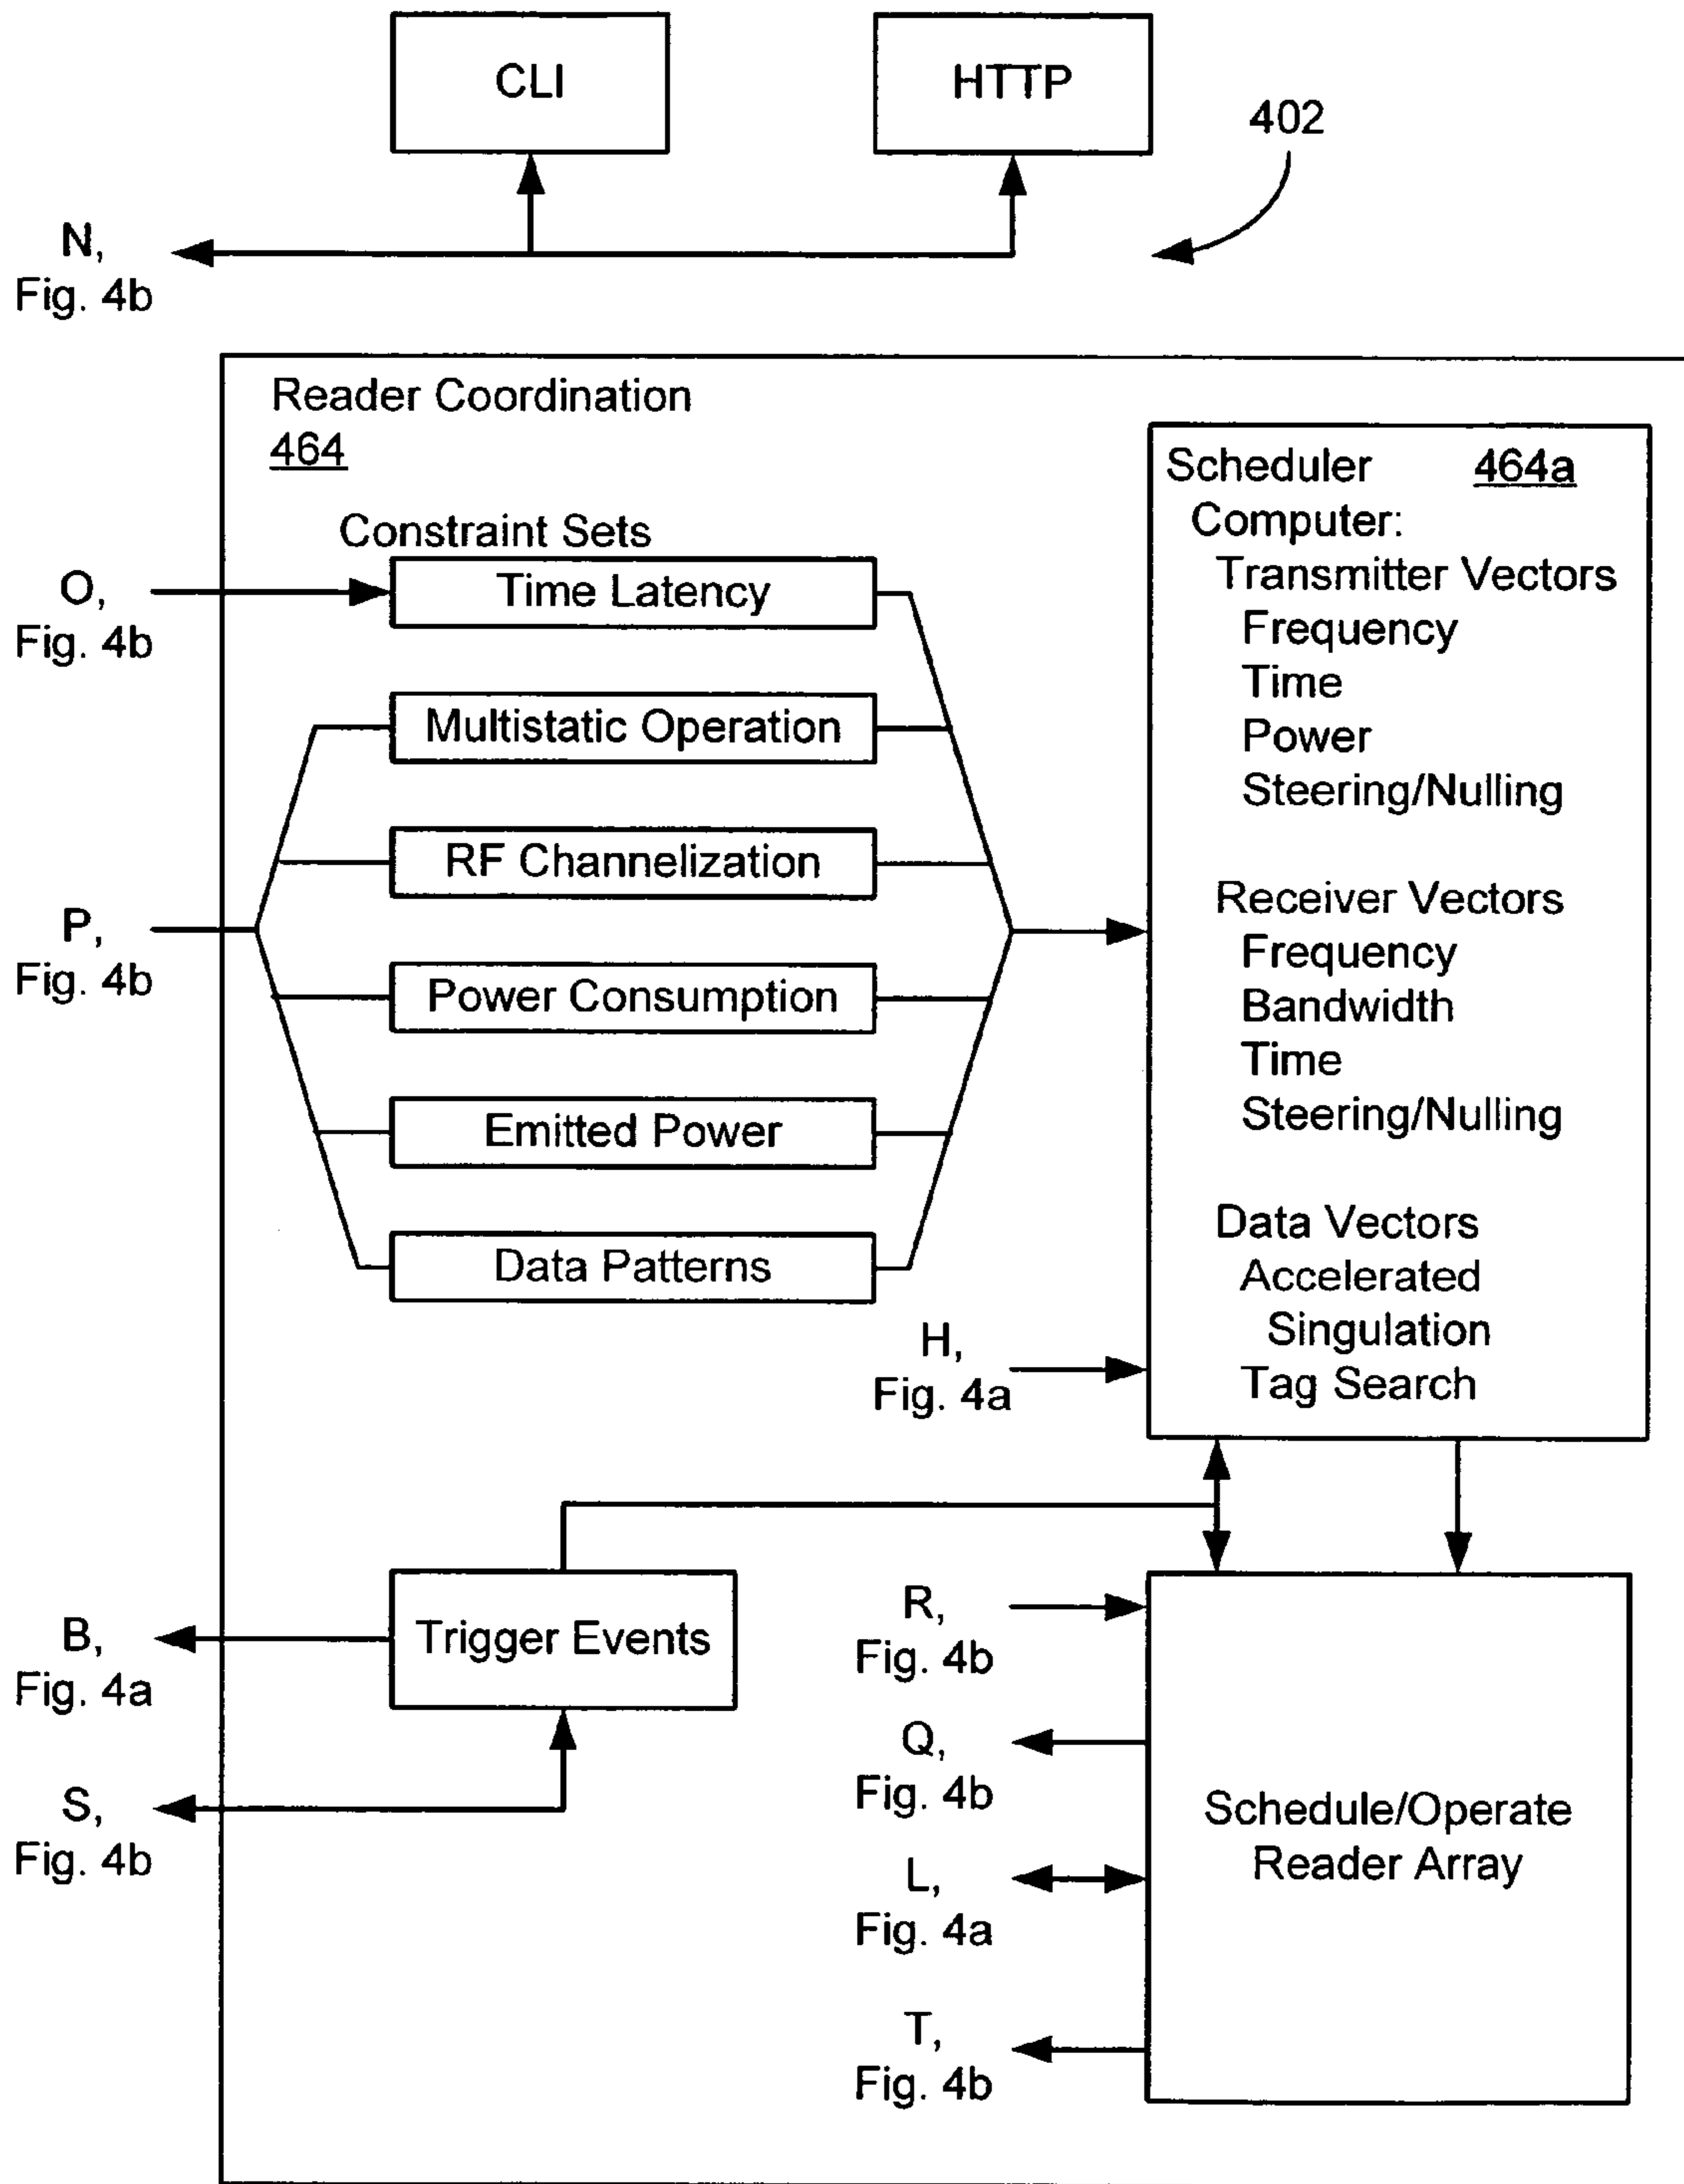 CLI
HTTP
402
N,
Fig. 4b
Reader Coordination
464
Constraint Sets
O,
Fig. 4b
Time Latency
Multistatic Operation
RF Channelization
P,
Fig. 4b
Power Consumption
Emitted Power
Data Patterns
Scheduler 464a
Computer:
Transmitter Vectors
Frequency
Time
Power
Steering/Nulling
Receiver Vectors
Frequency
Bandwidth
Time
Steering/Nulling
Data Vectors
Accelerated
Singulation
Tag Search
H,
Fig. 4a
Trigger Events
B,
Fig. 4a
S,
Fig. 4b
R,
Fig. 4b
Q,
Fig. 4b
L,
Fig. 4a
T,
Fig. 4b
Schedule/Operate
Reader Array